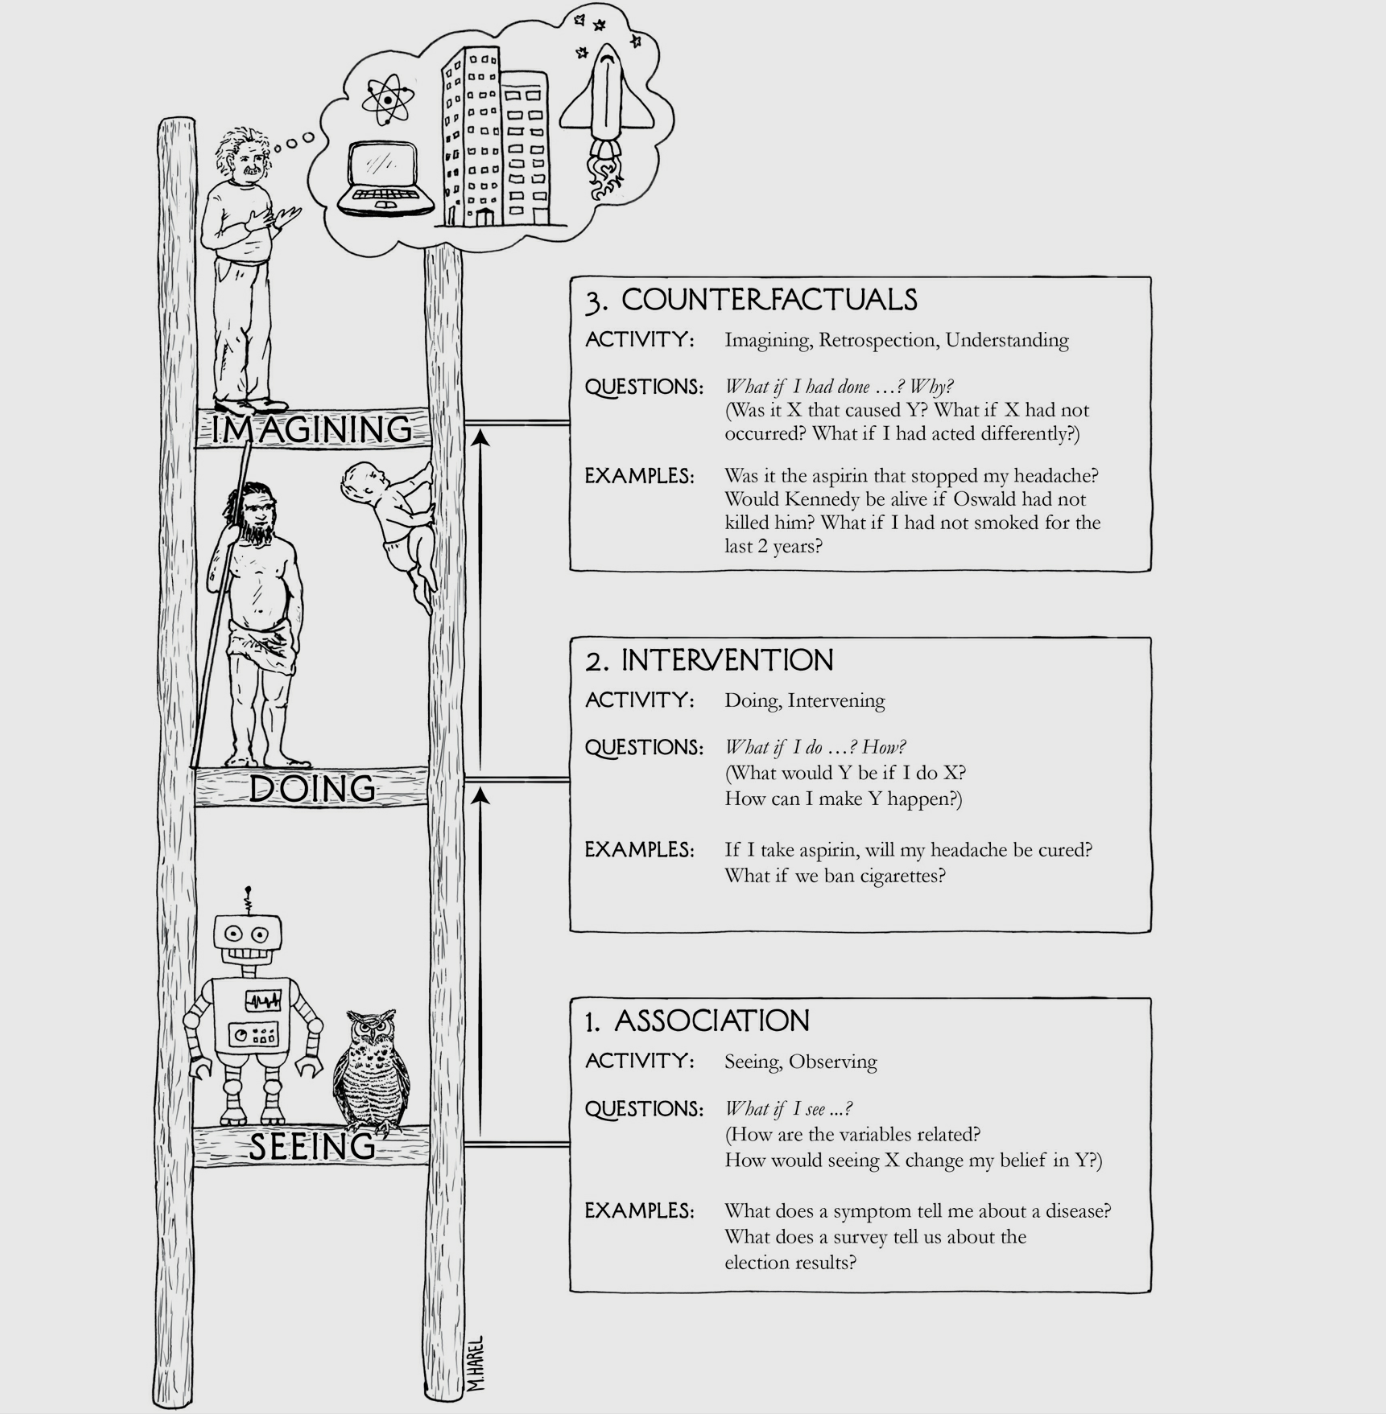 IMAGINING
DOING
SEEING
M.HAREL
3. COUNTERFACTUALS
ACTIVITY: Imagining, Retrospection, Understanding
QUESTIONS: What if I had done …? Why?
(Was it X that caused Y? What if X had not
occurred? What if I had acted differently?)
EXAMPLES: Was it the aspirin that stopped my headache?
Would Kennedy be alive if Oswald had not
killed him? What if I had not smoked for the
last 2 years?
2. INTERVENTION
ACTIVITY: Doing, Intervening
QUESTIONS: What if I do …? How?
(What would Y be if I do X?
How can I make Y happen?)
EXAMPLES: If I take aspirin, will my headache be cured?
What if we ban cigarettes?
1. ASSOCIATION
ACTIVITY: Seeing, Observing
QUESTIONS: What if I see ...?
(How are the variables related?
How would seeing X change my belief in Y?)
EXAMPLES: What does a symptom tell me about a disease?
What does a survey tell us about the
election results?